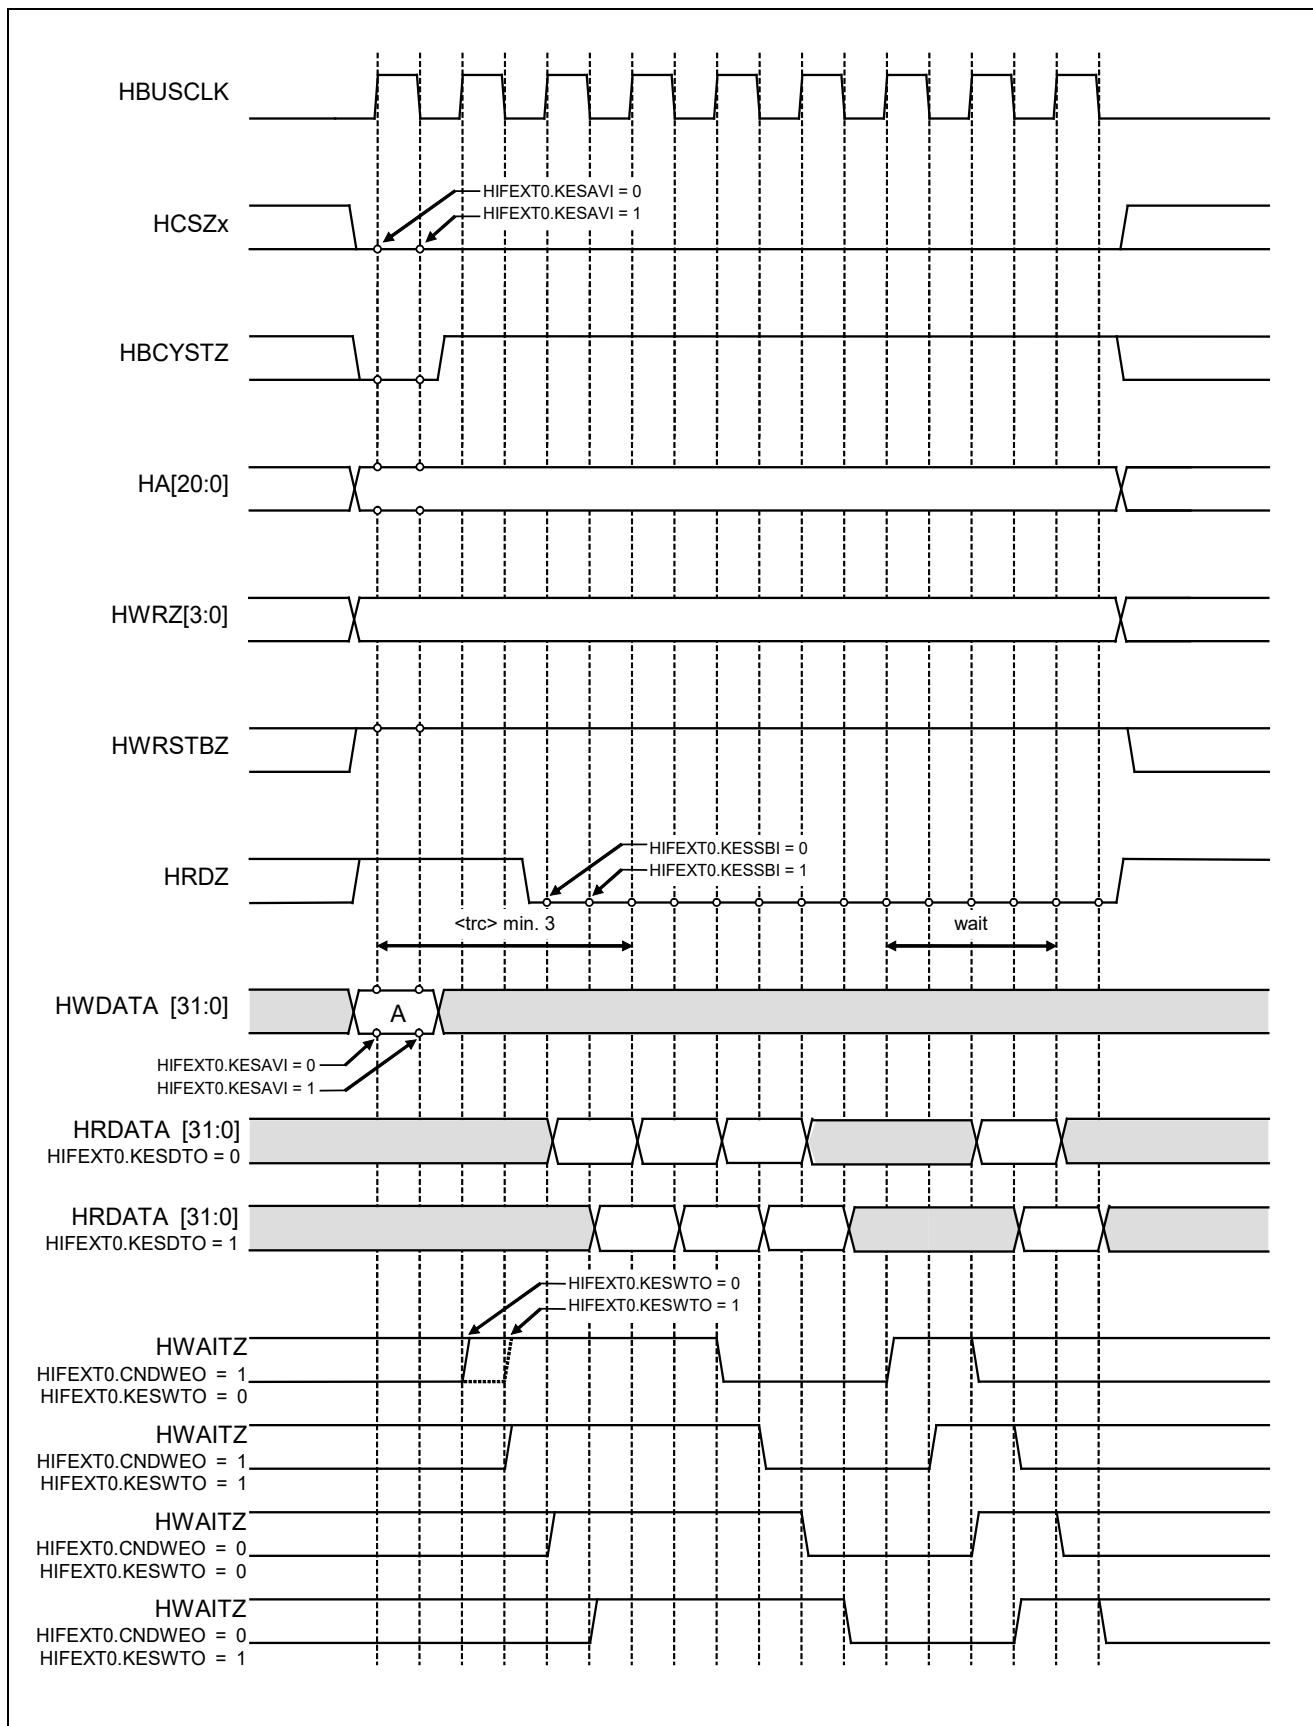 HBUSCLK
HIFEXT0.KESAVI = 0
HIFEXT0.KESAVI = 1
HCSZx
HBCYSTZ
HA[20:0]
HWRZ[3:0]
HWRSTBZ
HIFEXT0.KESSBI = 0
HIFEXT0.KESSBI = 1
HRDZ
<trc> min. 3
wait
HWDATA [31:0]
A
HIFEXT0.KESAVI = 0
HIFEXT0.KESAVI = 1
HRDATA [31:0]
HIFEXT0.KESDTO = 0
HRDATA [31:0]
HIFEXT0.KESDTO = 1
HIFEXT0.KESWTO = 0
HIFEXT0.KESWTO = 1
HWAITZ
HIFEXT0.CNDWEO = 1
HIFEXT0.KESWTO = 0
HWAITZ
HIFEXT0.CNDWEO = 1
HIFEXT0.KESWTO = 1
HWAITZ
HIFEXT0.CNDWEO = 0
HIFEXT0.KESWTO = 0
HWAITZ
HIFEXT0.CNDWEO = 0
HIFEXT0.KESWTO = 1